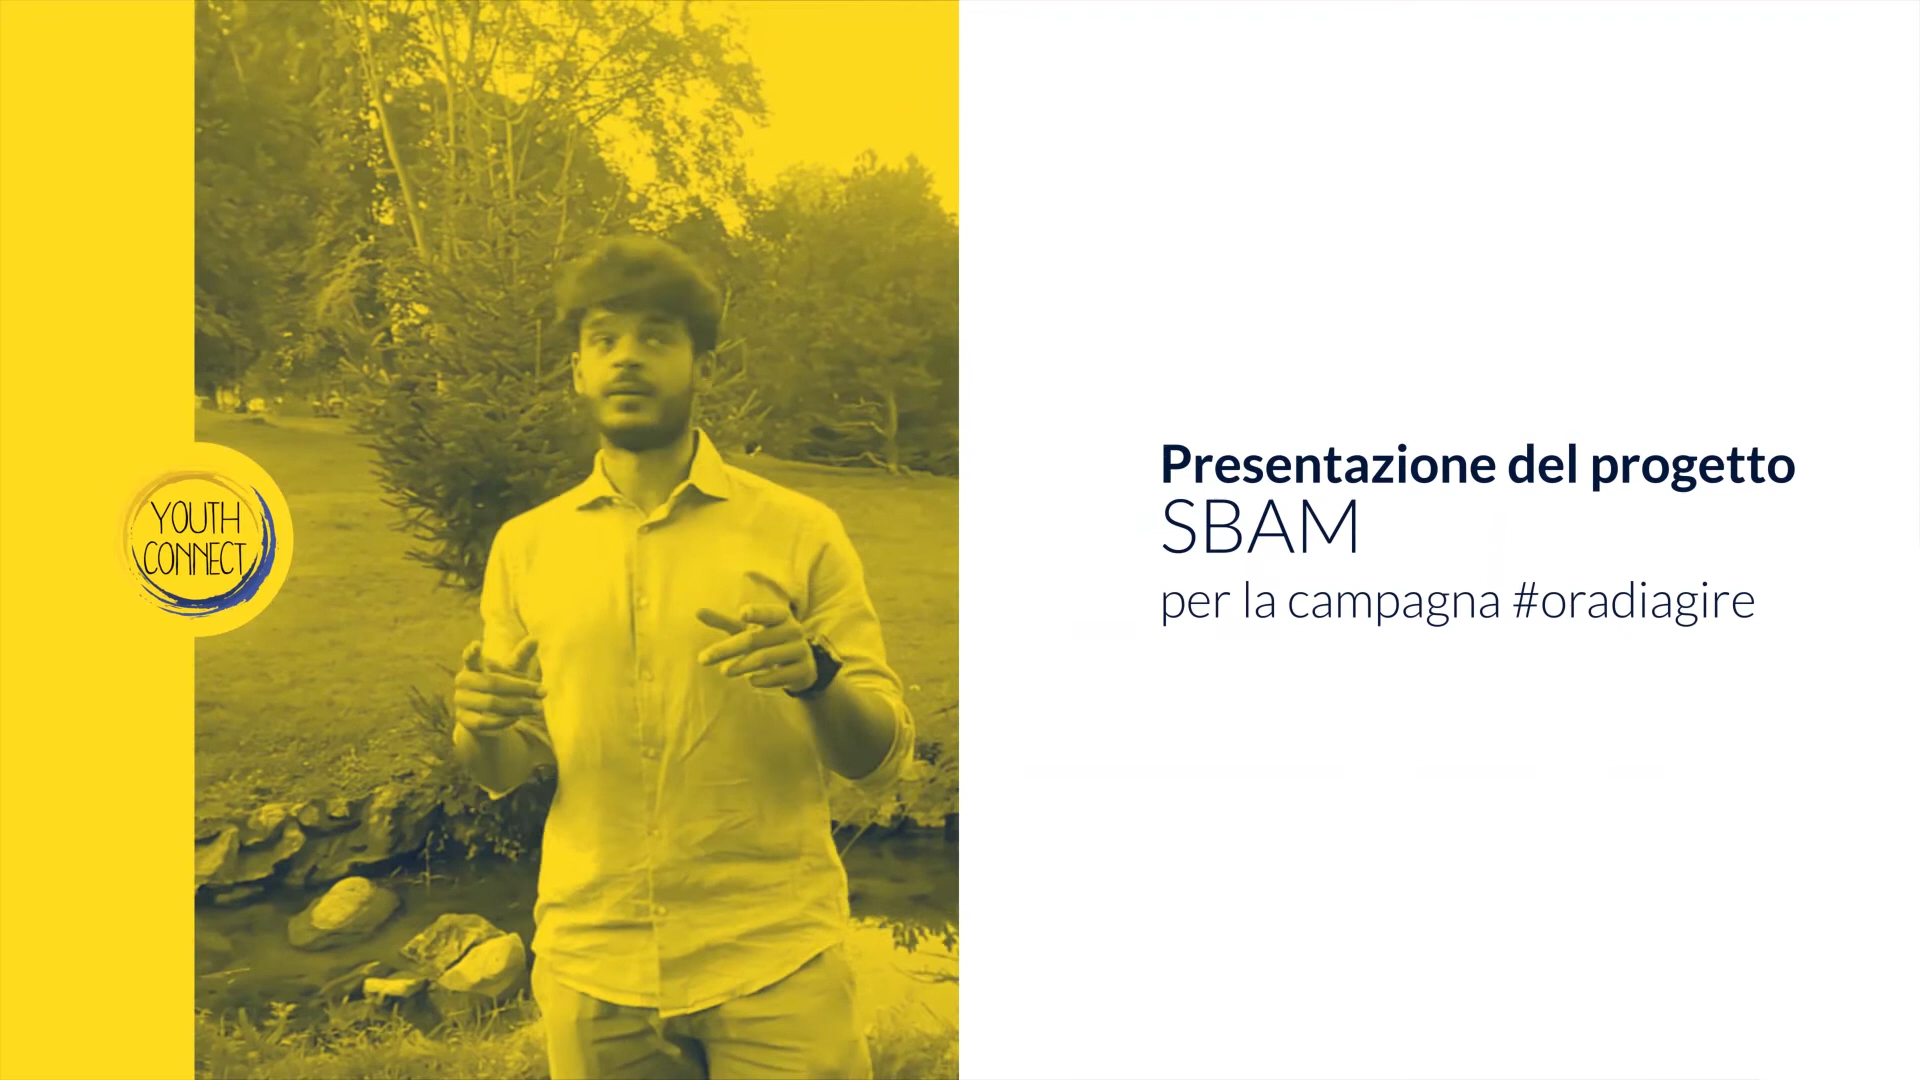 YOUTH
CONNECT
Presentazione del progetto
SBAM
per la campagna #oradiagire